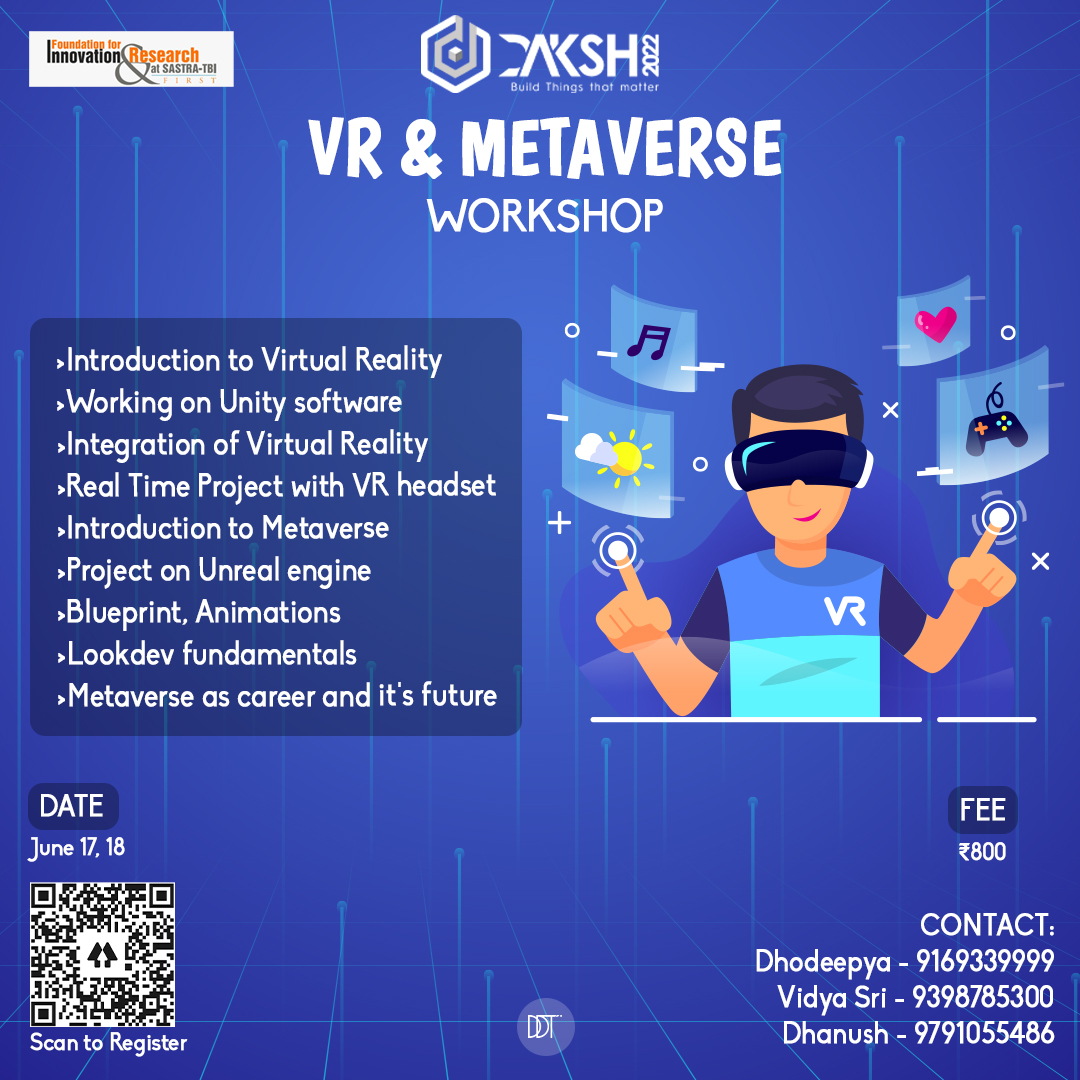 Foundation for
Innovation & Research
at SASTRA-TBI
FIRST
DAKSH 2022
Build Things that matter
VR & METAVERSE
WORKSHOP
>Introduction to Virtual Reality
>Working on Unity software
>Integration of Virtual Reality
>Real Time Project with VR headset
>Introduction to Metaverse
>Project on Unreal engine
>Blueprint, Animations
>Lookdev fundamentals
>Metaverse as career and it's future
VR
DATE
June 17, 18
FEE
₹800
Scan to Register
CONTACT:
Dhodeepya - 9169339999
Vidya Sri - 9398785300
Dhanush - 9791055486
DDT